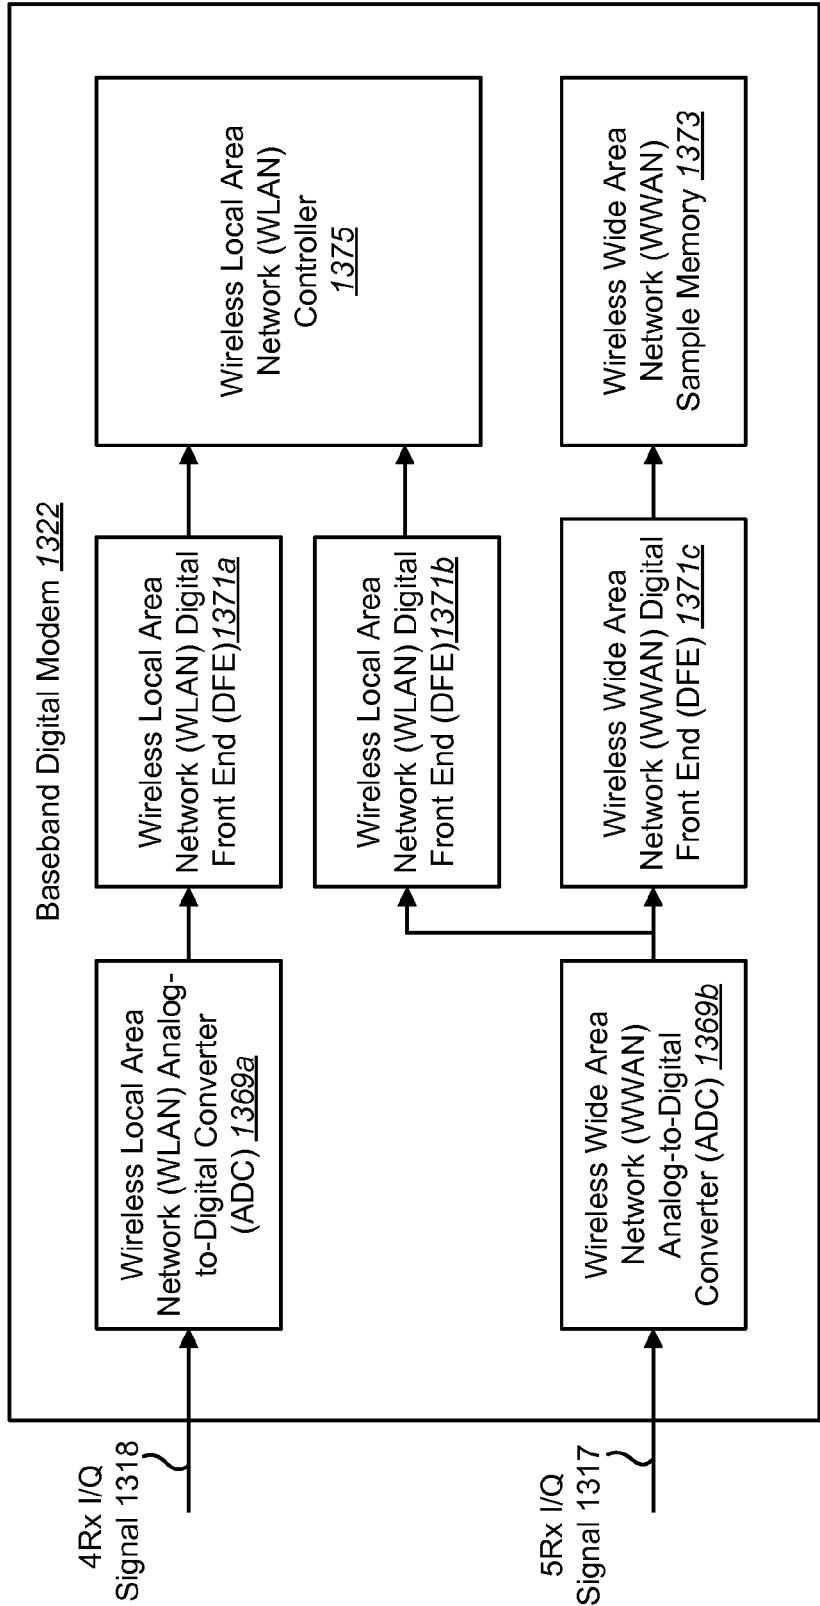 Baseband Digital Modem 1322
4Rx I/Q
Signal 1318
Wireless Local Area
Network (WLAN) Analog-
to-Digital Converter
(ADC) 1369a
Wireless Local Area
Network (WLAN) Digital
Front End (DFE)1371a
Wireless Local Area
Network (WLAN)
Controller
1375
Wireless Local Area
Network (WLAN) Digital
Front End (DFE)1371b
5Rx I/Q
Signal 1317
Wireless Wide Area
Network (WWAN)
Analog-to-Digital
Converter (ADC) 1369b
Wireless Wide Area
Network (WWAN) Digital
Front End (DFE) 1371c
Wireless Wide Area
Network (WWAN)
Sample Memory 1373